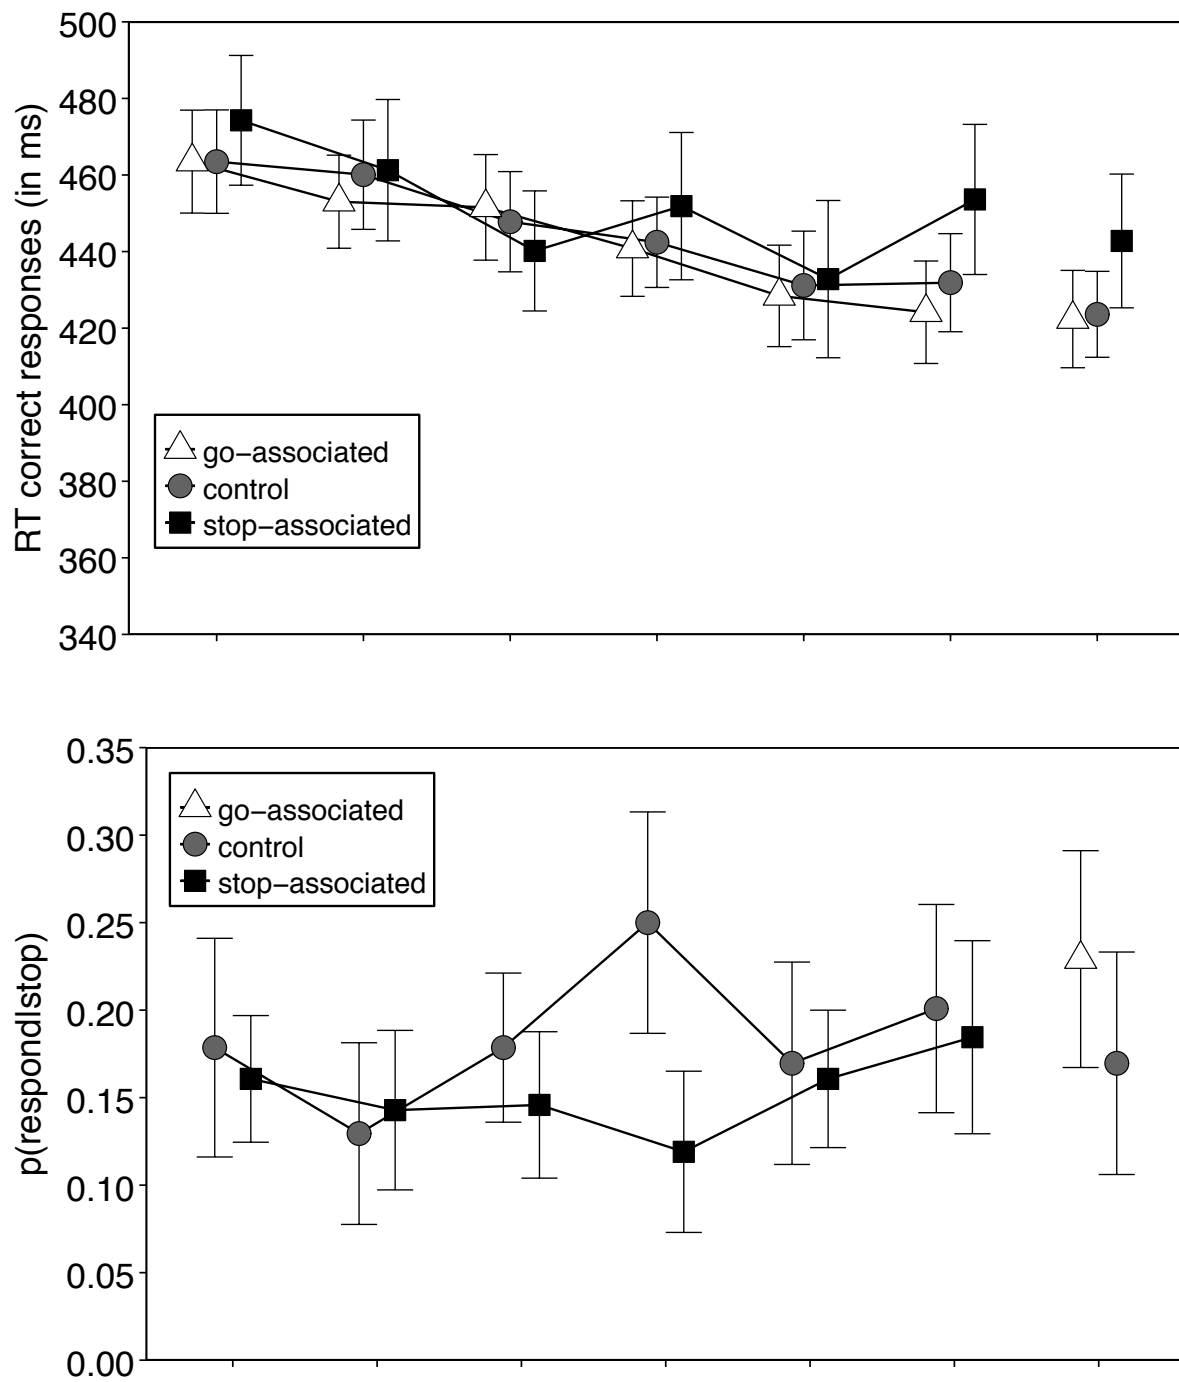 500
480
460
440
420
400
380
360
340
RT correct responses (in ms)
go−associated
control
stop−associated
0.35
0.30
0.25
0.20
0.15
0.10
0.05
0.00
p(respond|stop)
go−associated
control
stop−associated